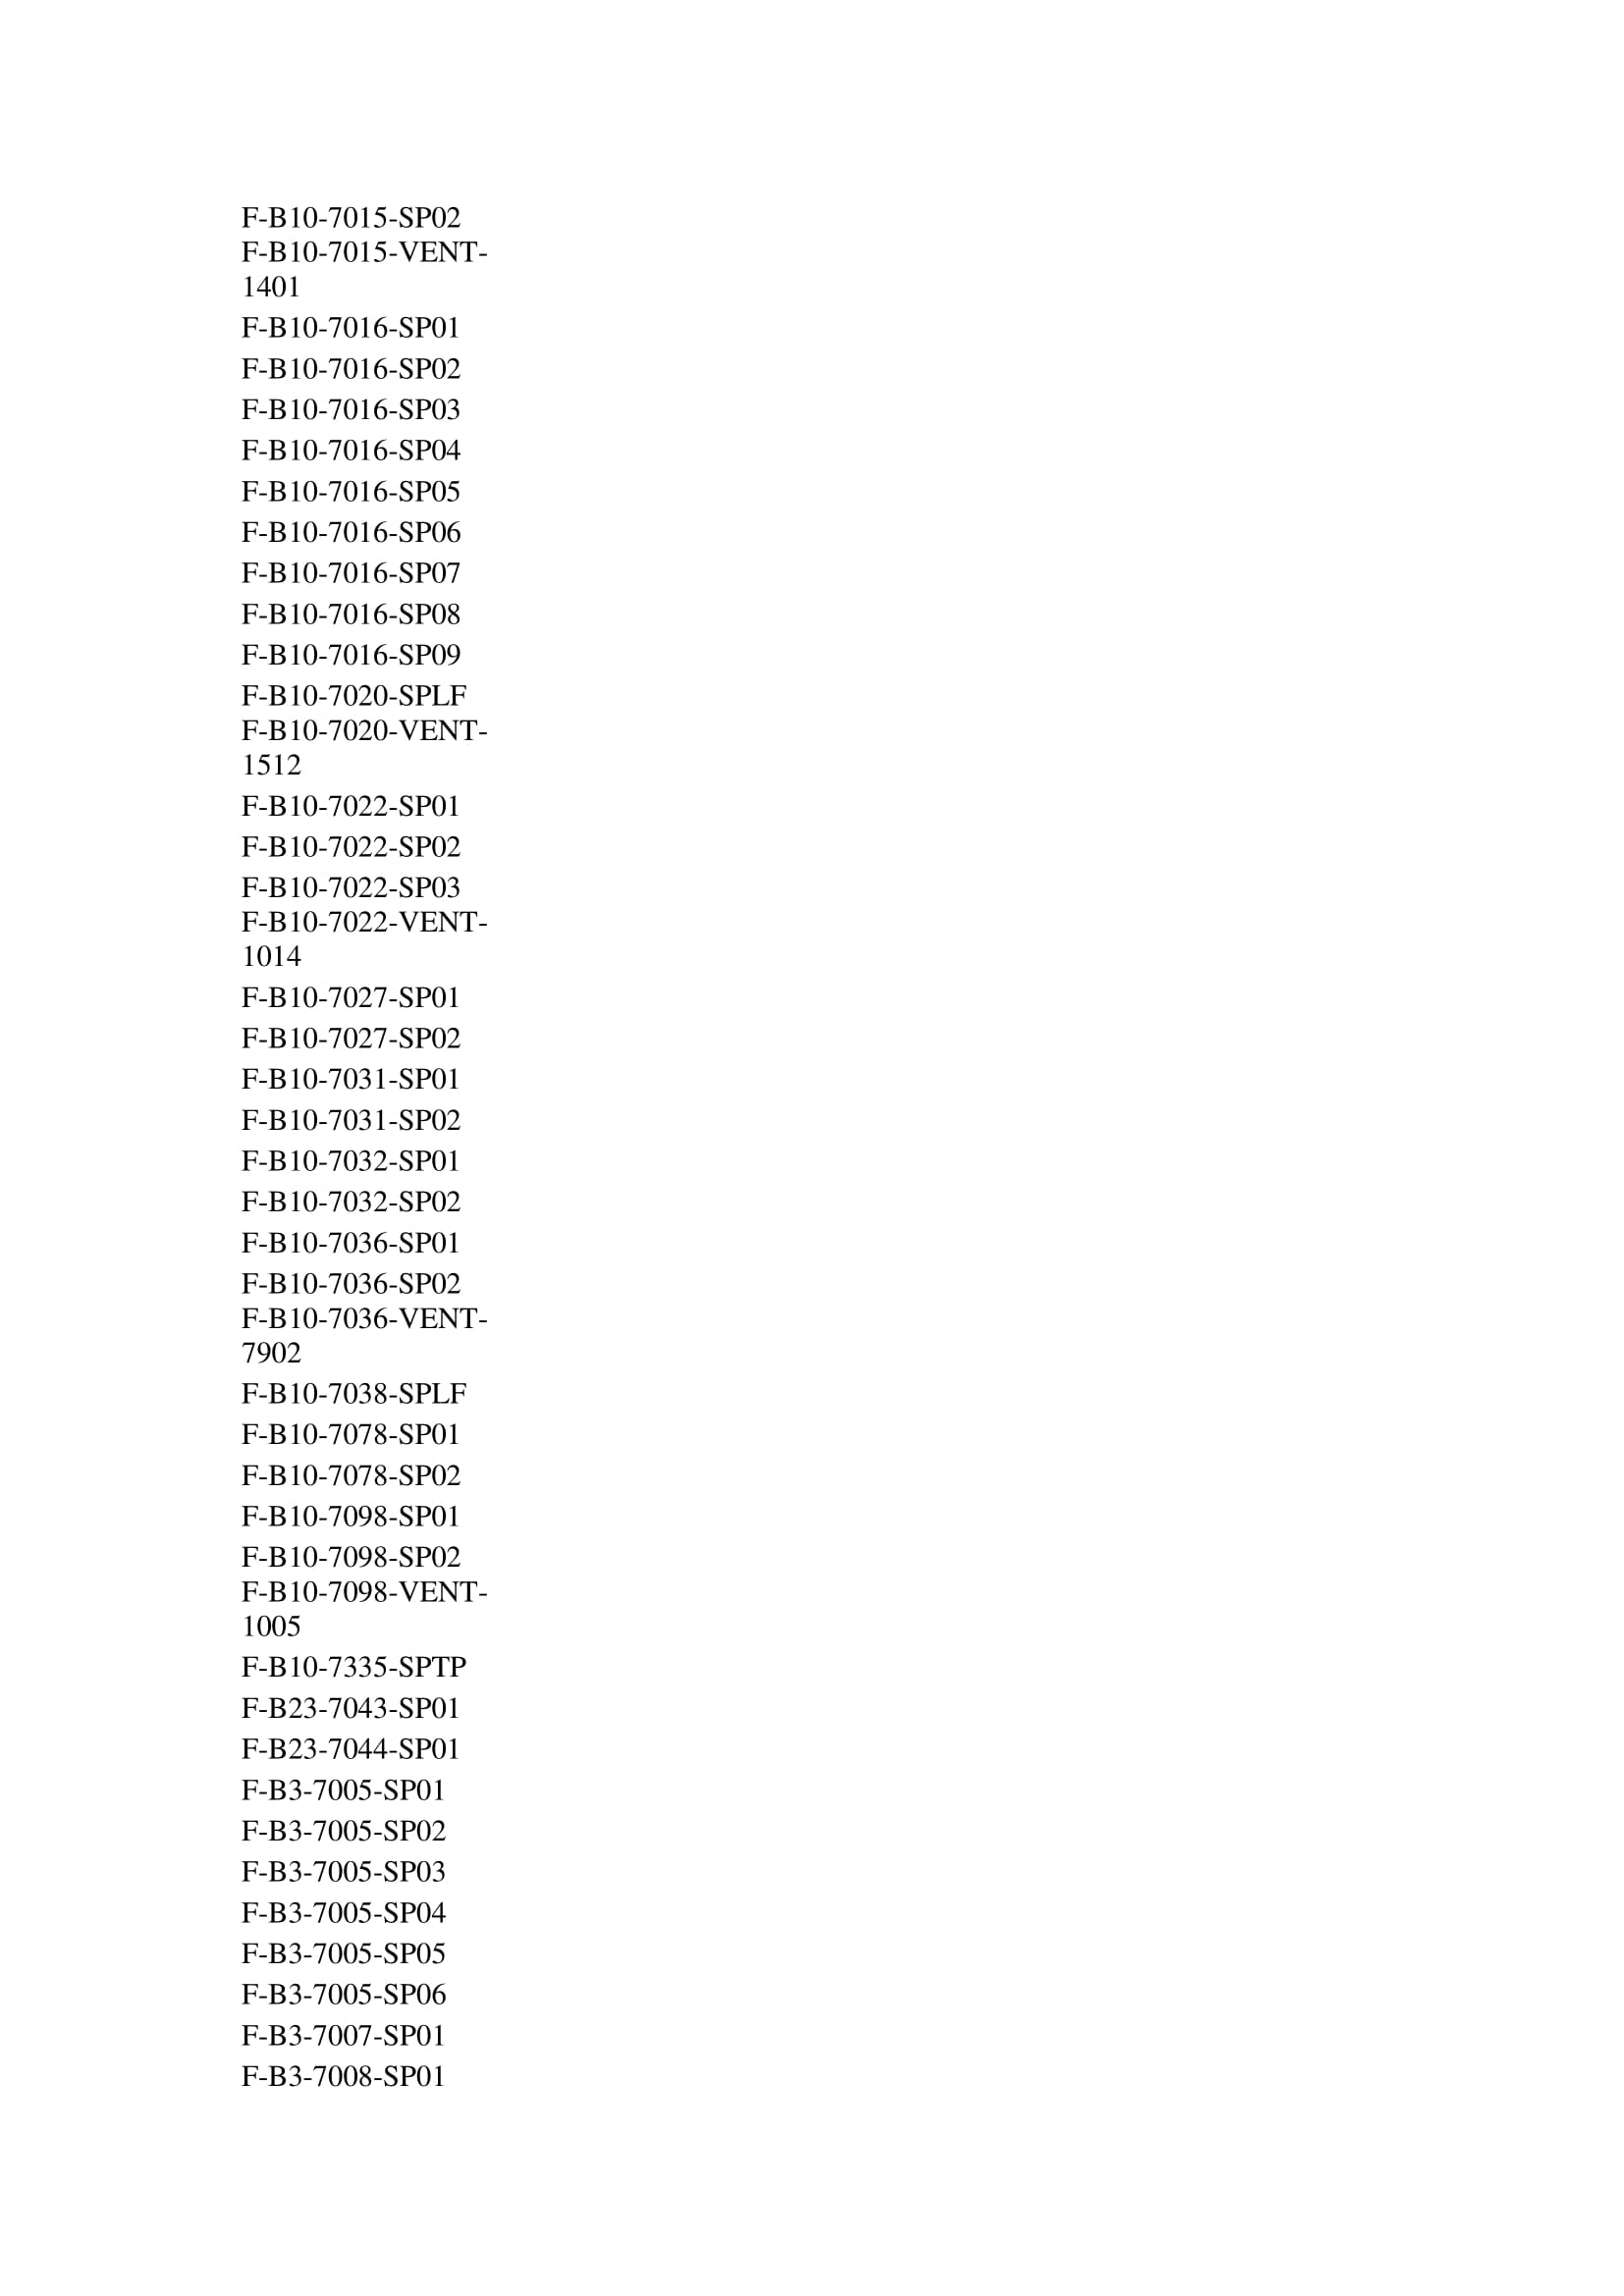 F-B10-7015-SP02
F-B10-7015-VENT-
1401
F-B10-7016-SP01
F-B10-7016-SP02
F-B10-7016-SP03
F-B10-7016-SP04
F-B10-7016-SP05
F-B10-7016-SP06
F-B10-7016-SP07
F-B10-7016-SP08
F-B10-7016-SP09
F-B10-7020-SPLF
F-B10-7020-VENT-
1512
F-B10-7022-SP01
F-B10-7022-SP02
F-B10-7022-SP03
F-B10-7022-VENT-
1014
F-B10-7027-SP01
F-B10-7027-SP02
F-B10-7031-SP01
F-B10-7031-SP02
F-B10-7032-SP01
F-B10-7032-SP02
F-B10-7036-SP01
F-B10-7036-SP02
F-B10-7036-VENT-
7902
F-B10-7038-SPLF
F-B10-7078-SP01
F-B10-7078-SP02
F-B10-7098-SP01
F-B10-7098-SP02
F-B10-7098-VENT-
1005
F-B10-7335-SPTP
F-B23-7043-SP01
F-B23-7044-SP01
F-B3-7005-SP01
F-B3-7005-SP02
F-B3-7005-SP03
F-B3-7005-SP04
F-B3-7005-SP05
F-B3-7005-SP06
F-B3-7007-SP01
F-B3-7008-SP01